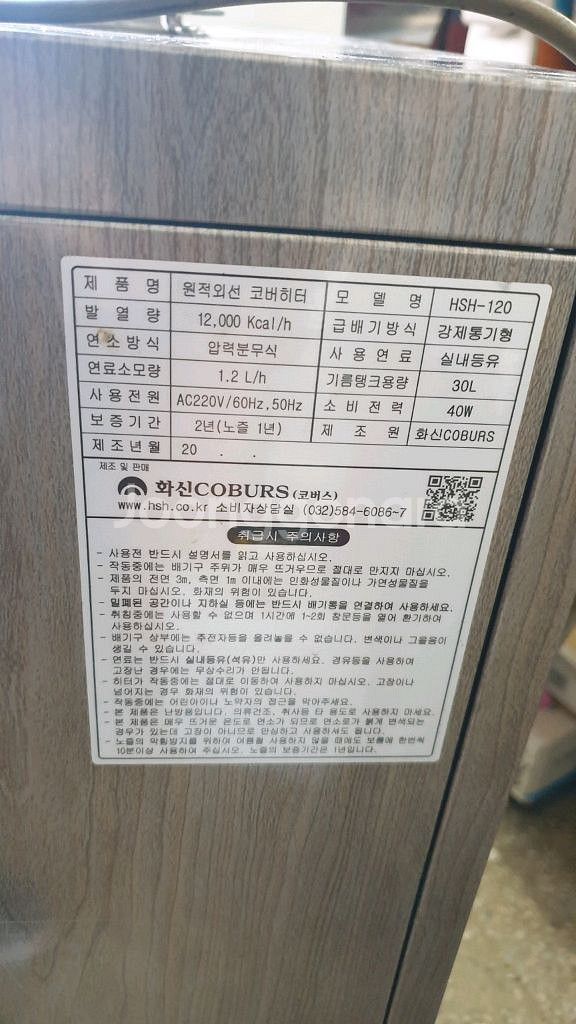 제 품 명 원적외선 코버히터 모 델 명 HSH-120
발 열 량 12,000 Kcal/h 급배기방식 강제통기형
연소방식 압력분무식 사 용 연 료 실내등유
연료소모량 1.2 L/h 기름탱크용량 30L
사 용 전 원 AC220V/60Hz,50Hz 소 비 전 력 40W
보 증 기 간 2년(노즐 1년) 제 조 원 화신COBURS
제 조 년 월 20 . .
제조 및 판매
화신COBURS(코버스)
www.hsh.co.kr 소비자상담실 (032)584-6086-7
취급시 주의사항
- 사용전 반드시 설명서를 읽고 사용하십시오.
- 작동중에는 배기구 주위가 매우 뜨거우므로 절대로 만지지 마십시오.
- 제품의 전면 3m, 측면 1m 이내에는 인화성물질이나 가연성물질을
두지 마십시오. 화재의 위험이 있습니다.
- 밀폐된 공간이나 지하실 등에는 반드시 배기통을 연결하여 사용하세요.
- 취침중에는 사용할 수 없으며 1시간에 1~2회 창문등을 열어 환기하여
사용하십시오.
- 배기구 상부에는 주전자등을 올려놓을 수 없습니다. 변색이나 그을음이
생길 수 있습니다.
- 연료는 반드시 실내등유(석유)만 사용하세요. 경유등을 사용하여
고장난 경우에는 무상수리가 안됩니다.
- 히터가 작동중에는 절대로 이동하여 사용하지 마십시오. 고장이나
넘어지는 경우 화재의 위험이 있습니다.
- 작동중에는 어린이나 노약자의 접근을 막아주세요.
- 본 제품은 난방용입니다. 의류건조, 취사등 타 용도로 사용하지 마세요.
- 본 제품은 매우 뜨거운 온도로 연소가 되므로 연소로가 붉게 변색되는
경우가 있는데 고장이 아니므로 안심하고 사용하셔도 됩니다.
- 노즐의 막힘방지를 위하여 여름철 사용하지 않을 때에도 보름에 한번씩
10분이상 사용하여 주십시오. 노즐의 보증기간은 1년입니다.